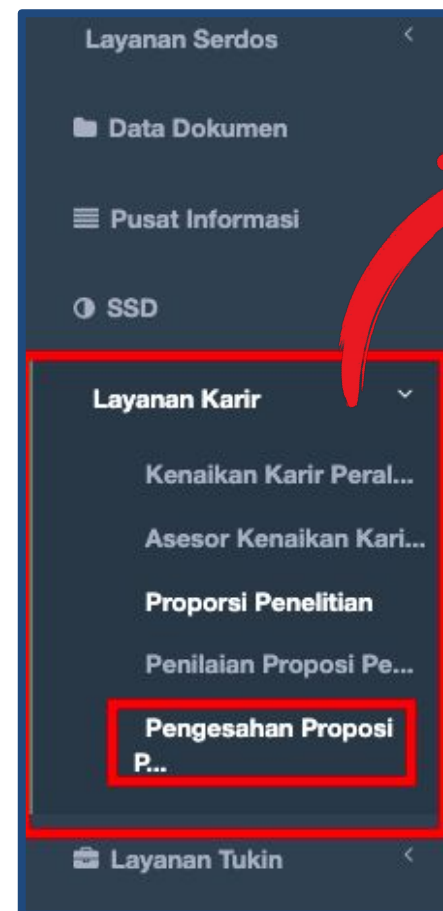 Layanan Serdos
Data Dokumen
Pusat Informasi
SSD
Layanan Karir
Kenaikan Karir Peral...
Asesor Kenaikan Kari...
Proporsi Penelitian
Penilaian Proposi Pe...
Pengesahan Proposi
P...
Layanan Tukin